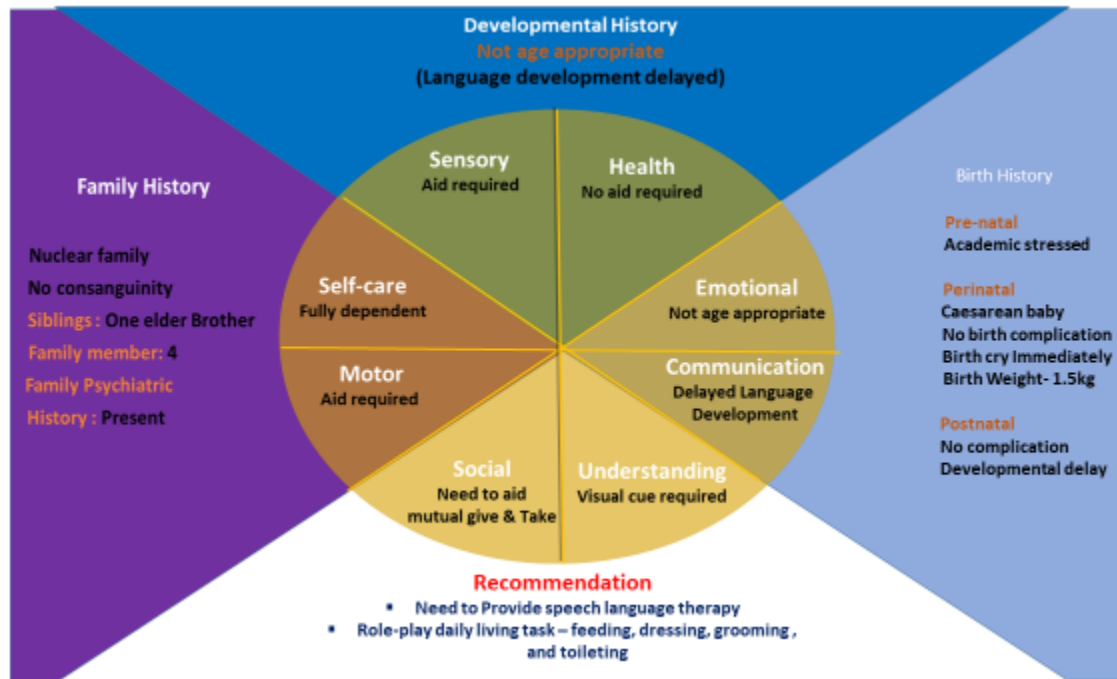 Developmental History
Not age appropriate
(Language development delayed)
Family History
Nuclear family
No consanguinity
Siblings : One elder Brother
Family member: 4
Family Psychiatric
History : Present
Sensory
Aid required
Health
No aid required
Self-care
Fully dependent
Emotional
Not age appropriate
Motor
Aid required
Communication
Delayed Language
Development
Social
Need to aid
mutual give & Take
Understanding
Visual cue required
Birth History
Pre-natal
Academic stressed
Perinatal
Caesarean baby
No birth complication
Birth cry Immediately
Birth Weight- 1.5kg
Postnatal
No complication
Developmental delay
Recommendation
▪ Need to Provide speech language therapy
▪ Role-play daily living task – feeding, dressing, grooming ,
and toileting